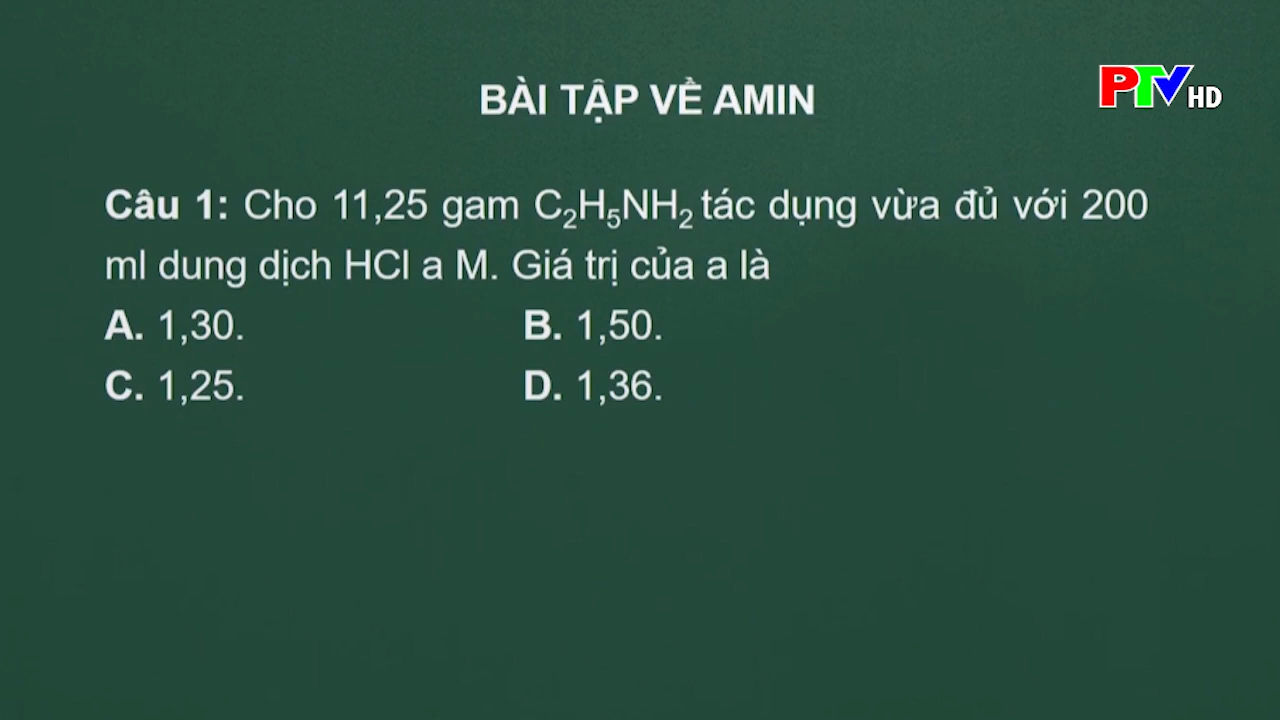 PTV HD
BÀI TẬP VỀ AMIN
Câu 1: Cho 11,25 gam C₂H₅NH₂ tác dụng vừa đủ với 200
ml dung dịch HCl a M. Giá trị của a là
A. 1,30. B. 1,50.
C. 1,25. D. 1,36.